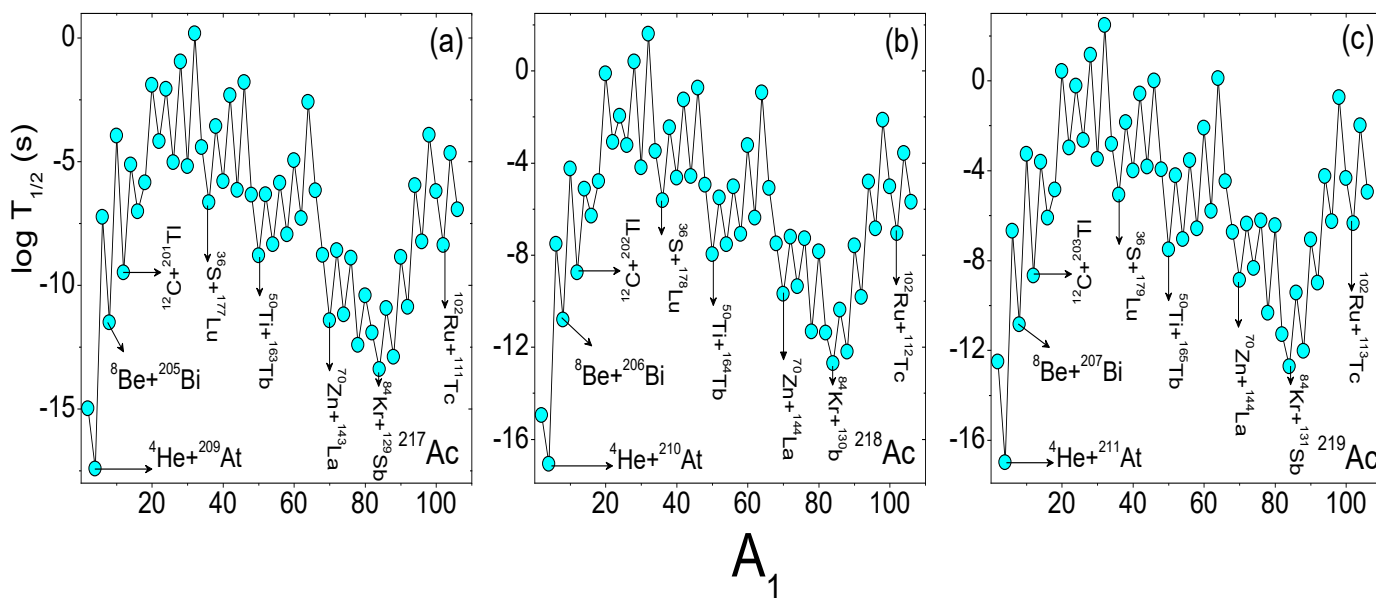 log T1/2 (s)
0
-5
-10
-15
20 40 60 80 100
(a)
12C+201Tl
36S+177Lu
50Ti+163Tb
8Be+205Bi
70Zn+143La
84Kr+129Sb
102Ru+111Tc
4He+209At
217Ac
0
-4
-8
-12
-16
20 40 60 80 100
(b)
12C+202Tl
36S+178Lu
50Ti+164Tb
8Be+206Bi
70Zn+144La
84Kr+130b
102Ru+112Tc
4He+210At
218Ac
0
-4
-8
-12
-16
20 40 60 80 100
(c)
12C+203Tl
36S+179Lu
50Ti+165Tb
8Be+207Bi
70Zn+144La
84Kr+131Sb
102Ru+113Tc
4He+211At
219Ac
A1